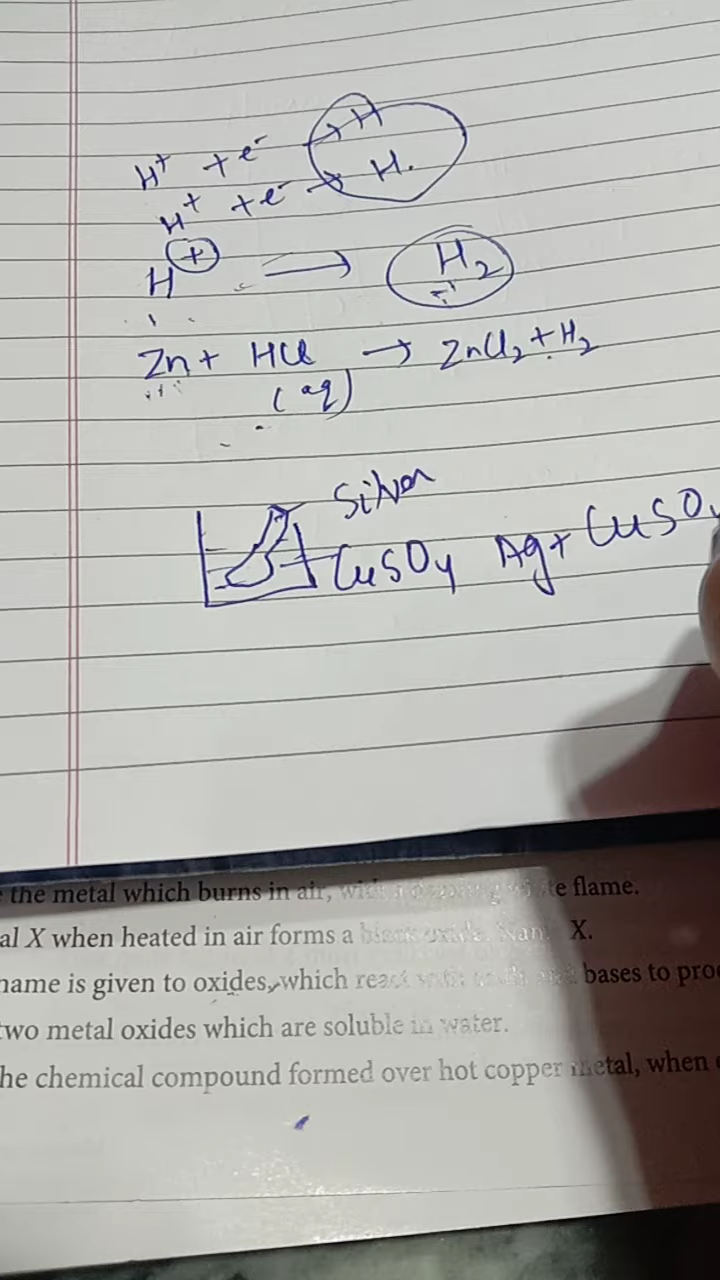 H⁺ + e⁻ → H
H⁺ + e⁻ → H.
H⁺ → H₂
Zn + HCl → ZnCl₂ + H₂
(aq)
Silver
CuSO₄ Ag + CuSO₄
the metal which burns in air, with a dazzling white flame.
al X when heated in air forms a black oxide. Name X.
name is given to oxides, which react with both and bases to pro
two metal oxides which are soluble in water.
he chemical compound formed over hot copper metal, when